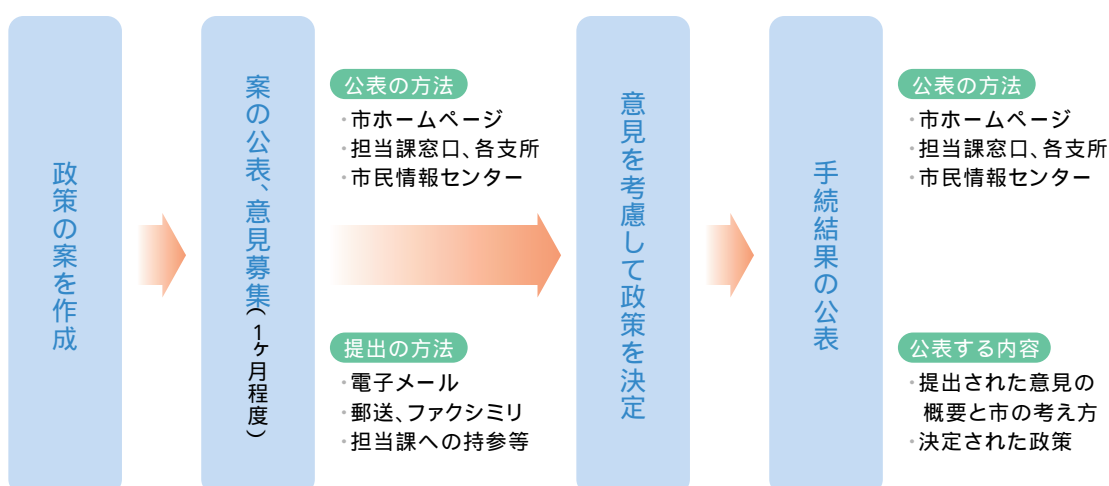 政策の案を作成
案の公表、意見募集(1ヶ月程度)
公表の方法
・市ホームページ
・担当課窓口、各支所
・市民情報センター
提出の方法
・電子メール
・郵送、ファクシミリ
・担当課への持参等
意見を考慮して政策を決定
手続結果の公表
公表の方法
・市ホームページ
・担当課窓口、各支所
・市民情報センター
公表する内容
・提出された意見の
概要と市の考え方
・決定された政策